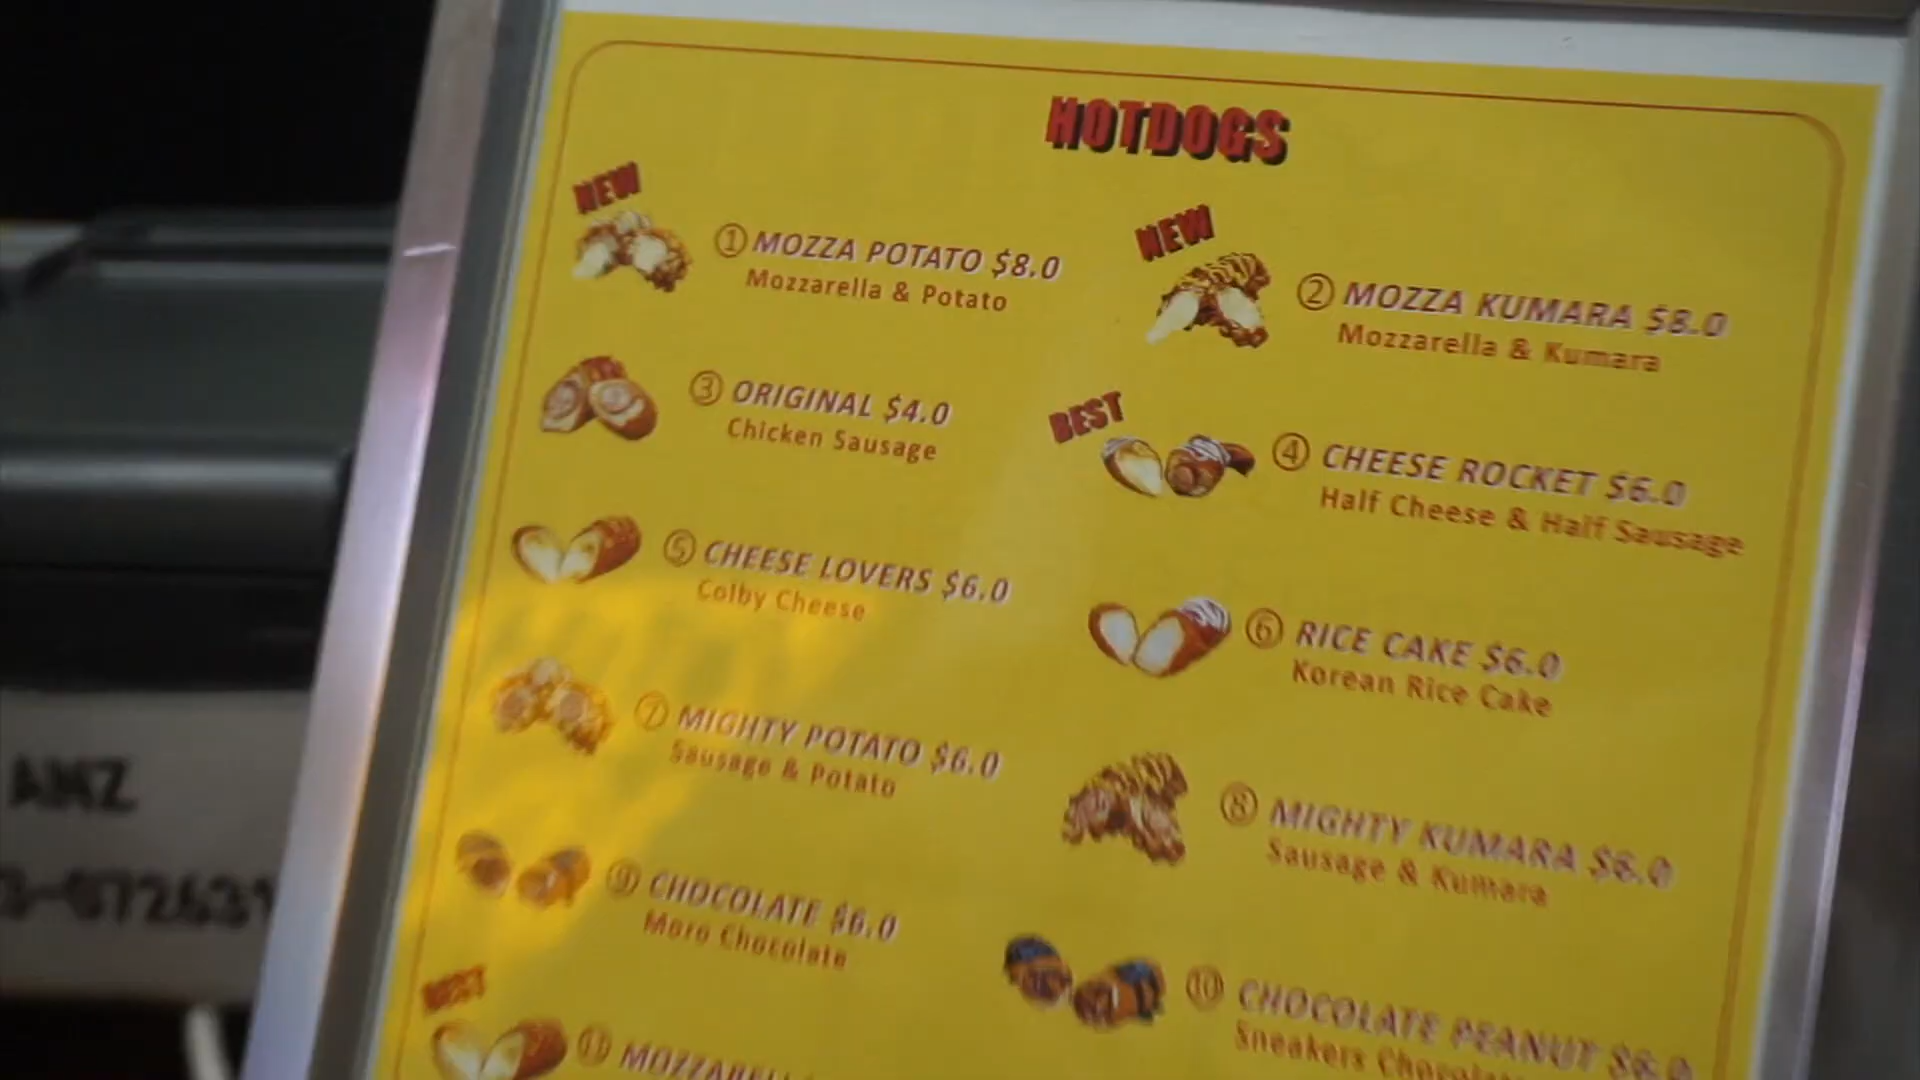 HOTDOGS
NEW
① MOZZA POTATO $8.0
Mozzarella & Potato
NEW
② MOZZA KUMARA $8.0
Mozzarella & Kumara
③ ORIGINAL $4.0
Chicken Sausage
BEST
④ CHEESE ROCKET $6.0
Half Cheese & Half Sausage
⑤ CHEESE LOVERS $6.0
Colby Cheese
⑥ RICE CAKE $6.0
Korean Rice Cake
⑦ MIGHTY POTATO $6.0
Sausage & Potato
⑧ MIGHTY KUMARA $6.0
Sausage & Kumara
⑨ CHOCOLATE $6.0
Moro Chocolate
⑩ CHOCOLATE PEANUT $6.0
Sneakers Chocolate
BEST
⑪ MOZZARELLA
AMZ